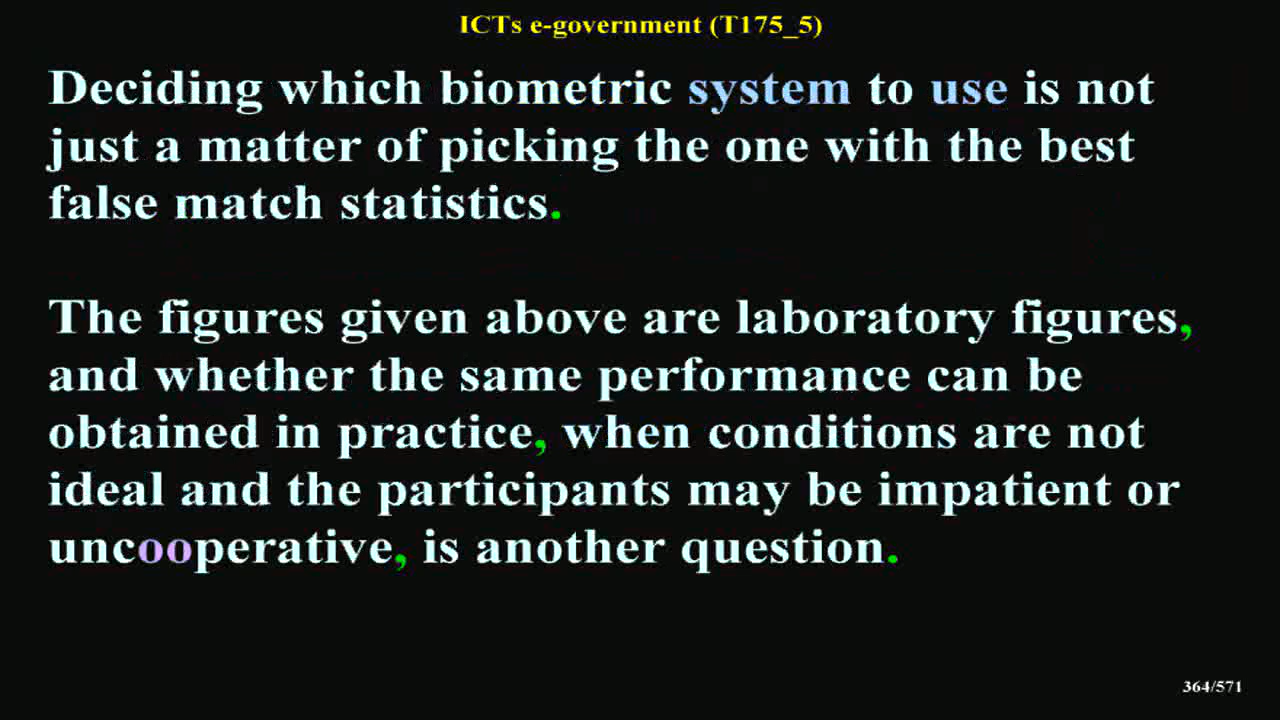 ICTs e-government (T175_5)
Deciding which biometric system to use is not
just a matter of picking the one with the best
false match statistics.
The figures given above are laboratory figures,
and whether the same performance can be
obtained in practice, when conditions are not
ideal and the participants may be impatient or
uncooperative, is another question.
364/571